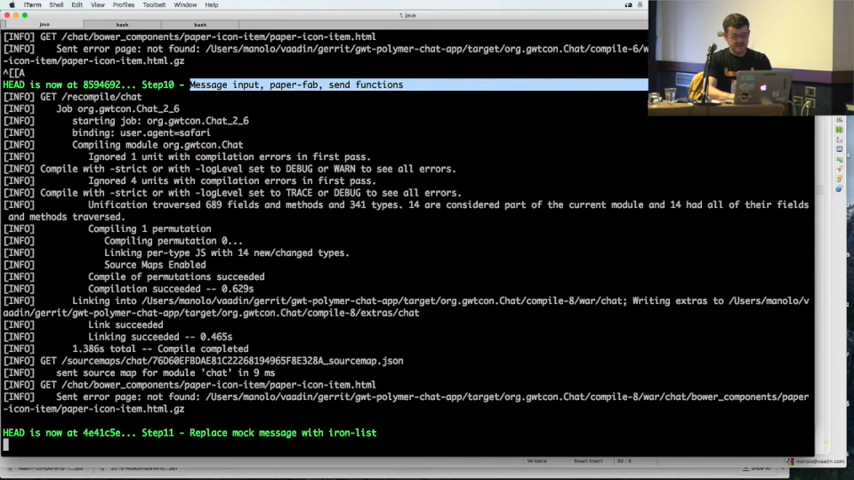 iTerm Shell Edit View Profiles Toolbelt Window Help
1. java
java bash bash
[INFO] GET /chat/bower_components/paper-icon-item/paper-icon-item.html
[INFO] Sent error page: not found: /Users/manolo/vaadin/gerrit/gwt-polymer-chat-app/target/org.gwtcon.Chat/compile-6/w
-icon-item/paper-icon-item.html.gz
^[[A
HEAD is now at 8594692... Step10 - Message input, paper-fab, send functions
[INFO] GET /recompile/chat
[INFO] Job org.gwtcon.Chat_2_6
[INFO] starting job: org.gwtcon.Chat_2_6
[INFO] binding: user.agent=safari
[INFO] Compiling module org.gwtcon.Chat
[INFO] Ignored 1 unit with compilation errors in first pass.
[INFO] Compile with -strict or with -logLevel set to DEBUG or WARN to see all errors.
[INFO] Ignored 4 units with compilation errors in first pass.
[INFO] Compile with -strict or with -logLevel set to TRACE or DEBUG to see all errors.
[INFO] Unification traversed 689 fields and methods and 341 types. 14 are considered part of the current module and 14 had all of their fields
and methods traversed.
[INFO] Compiling 1 permutation
[INFO] Compiling permutation 0...
[INFO] Linking per-type JS with 14 new/changed types.
[INFO] Source Maps Enabled
[INFO] Compile of permutations succeeded
[INFO] Compilation succeeded -- 0.629s
[INFO] Linking into /Users/manolo/vaadin/gerrit/gwt-polymer-chat-app/target/org.gwtcon.Chat/compile-8/war/chat; Writing extras to /Users/manolo/v
aadin/gerrit/gwt-polymer-chat-app/target/org.gwtcon.Chat/compile-8/extras/chat
[INFO] Link succeeded
[INFO] Linking succeeded -- 0.465s
[INFO] 1.386s total -- Compile completed
[INFO] GET /sourcemaps/chat/76D60EFBDAE81C22268194965F8E328A_sourcemap.json
[INFO] sent source map for module 'chat' in 9 ms
[INFO] GET /chat/bower_components/paper-icon-item/paper-icon-item.html
[INFO] Sent error page: not found: /Users/manolo/vaadin/gerrit/gwt-polymer-chat-app/target/org.gwtcon.Chat/compile-8/war/chat/bower_components/paper
-icon-item/paper-icon-item.html.gz
HEAD is now at 4e41c5e... Step11 - Replace mock message with iron-list
Writable Smart Insert
manolo@vaadin.com